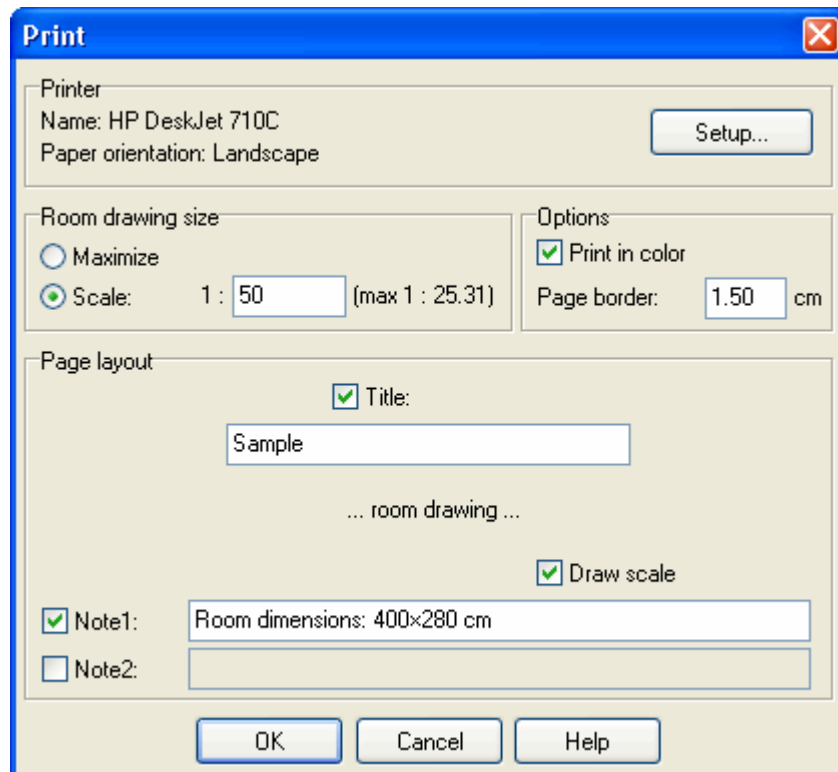 Print
Printer
Name: HP DeskJet 710C
Setup...
Paper orientation: Landscape
Room drawing size
Maximize
Scale: 1 : 50 (max 1 : 25.31)
Options
Print in color
Page border: 1.50 cm
Page layout
Title:
Sample
... room drawing ...
Draw scale
Note1: Room dimensions: 400×280 cm
Note2:
OK Cancel Help